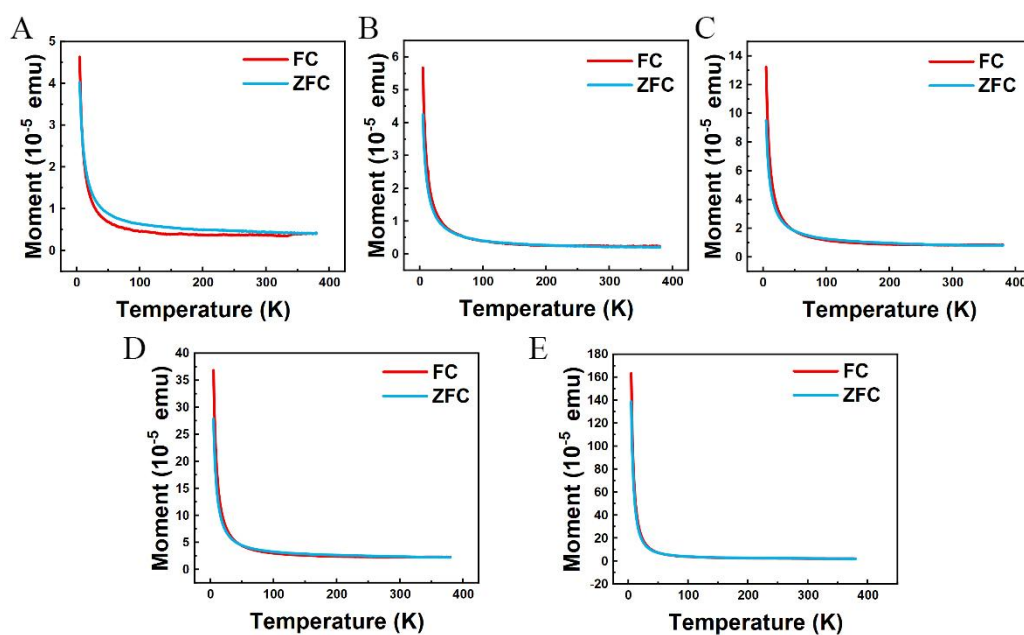 A
Moment (10⁻⁵ emu)
5
4
3
2
1
0
FC
ZFC
0 100 200 300 400
Temperature (K)
B
Moment (10⁻⁵ emu)
6
5
4
3
2
1
0
FC
ZFC
0 100 200 300 400
Temperature (K)
C
Moment (10⁻⁵ emu)
14
12
10
8
6
4
2
0
FC
ZFC
0 100 200 300 400
Temperature (K)
D
Moment (10⁻⁵ emu)
40
35
30
25
20
15
10
5
0
FC
ZFC
0 100 200 300 400
Temperature (K)
E
Moment (10⁻⁵ emu)
180
160
140
120
100
80
60
40
20
0
-20
FC
ZFC
0 100 200 300 400
Temperature (K)